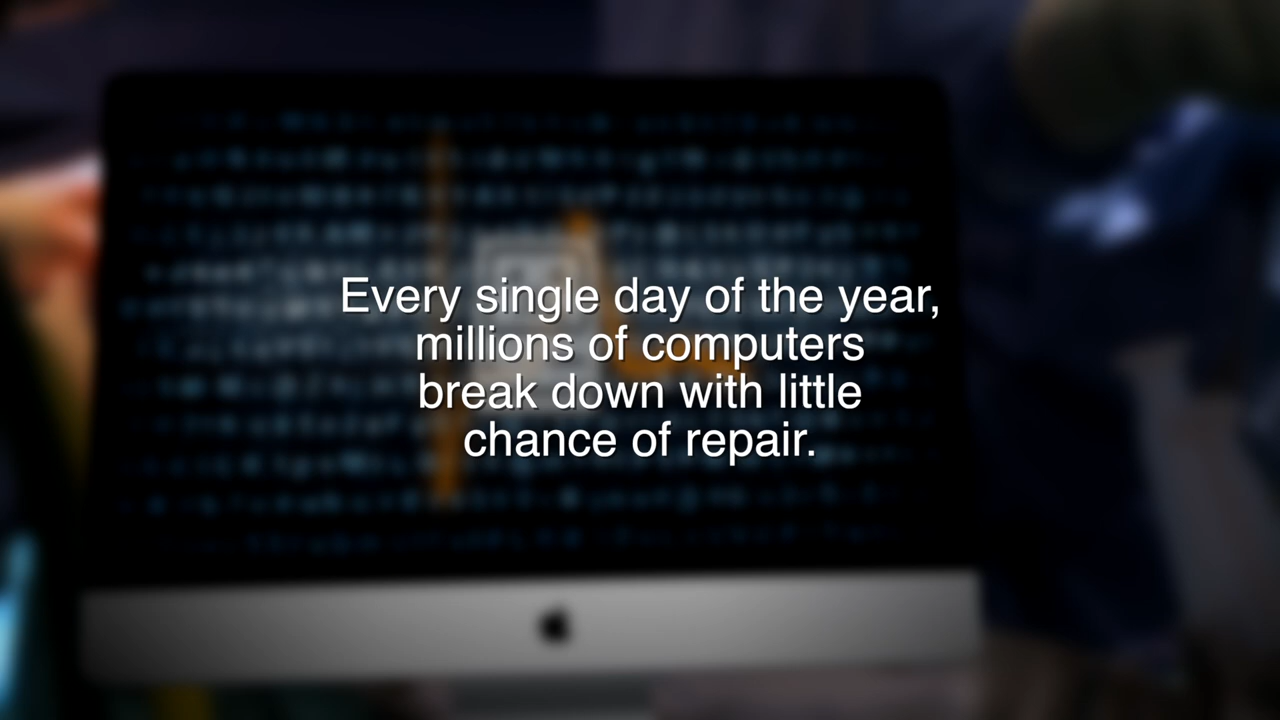 Every single day of the year,
millions of computers
break down with little
chance of repair.